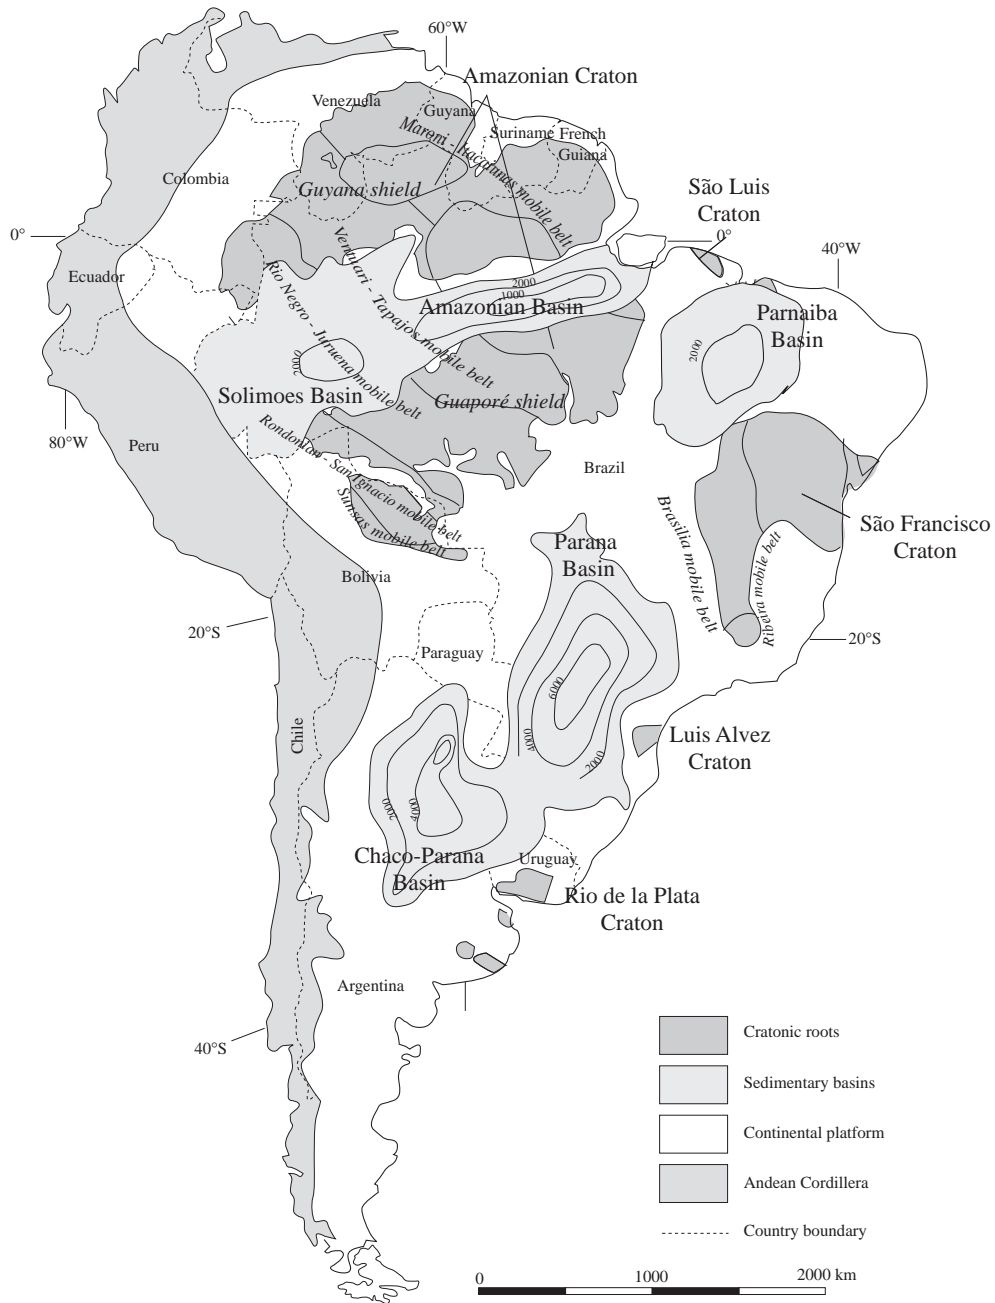 60°W
Amazonian Craton
Venezuela
Guyana
Maroni - Itacaiunas mobile belt
Suriname
French
Guiana
Colombia
Guyana shield
São Luis
Craton
0°
0°
40°W
Ecuador
Ventuari - Tapajos mobile belt
Rio Negro - Juruena mobile belt
2000
1000
Amazonian Basin
Parnaiba
Basin
2000
2000
Solimoes Basin
Guaporé shield
80°W
Peru
Rondonian - San Ignacio mobile belt
Sunsas mobile belt
Brazil
São Francisco
Craton
Brasilia mobile belt
Ribeira mobile belt
Parana
Basin
Bolivia
20°S
20°S
Paraguay
6000
4000
2000
Chile
Luis Alvez
Craton
2000
4000
Chaco-Parana
Basin
Uruguay
Rio de la Plata
Craton
Argentina
40°S
Cratonic roots
Sedimentary basins
Continental platform
Andean Cordillera
Country boundary
0
1000
2000 km